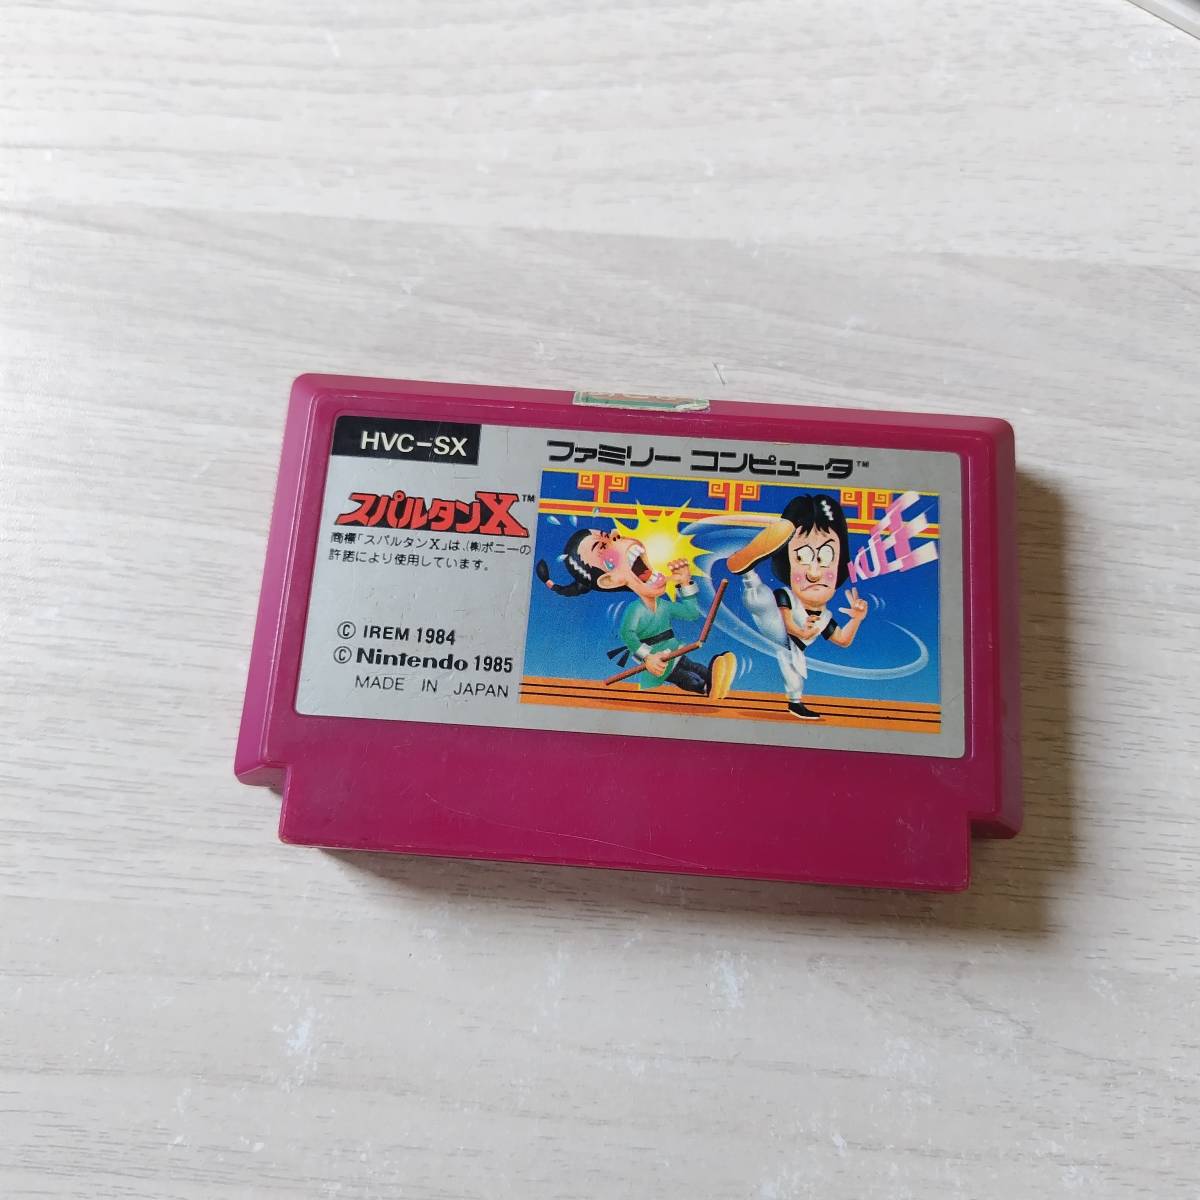 HVC-SX
ファミリー コンピュータ™
スパルタンX™
商標「スパルタンX」は、(株)ポニーの
許諾により使用しています。
© IREM 1984
© Nintendo 1985
MADE IN JAPAN